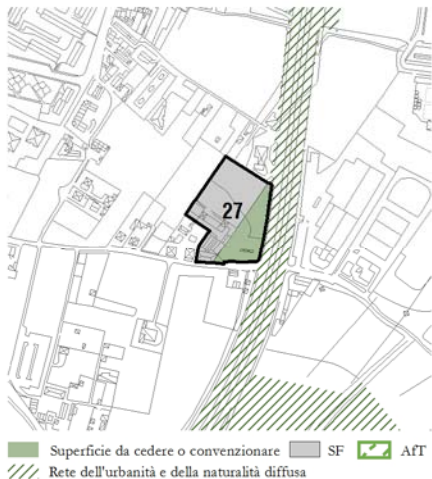 27
Superficie da cedere o convenzionare SF AfT
Rete dell'urbanità e della naturalità diffusa